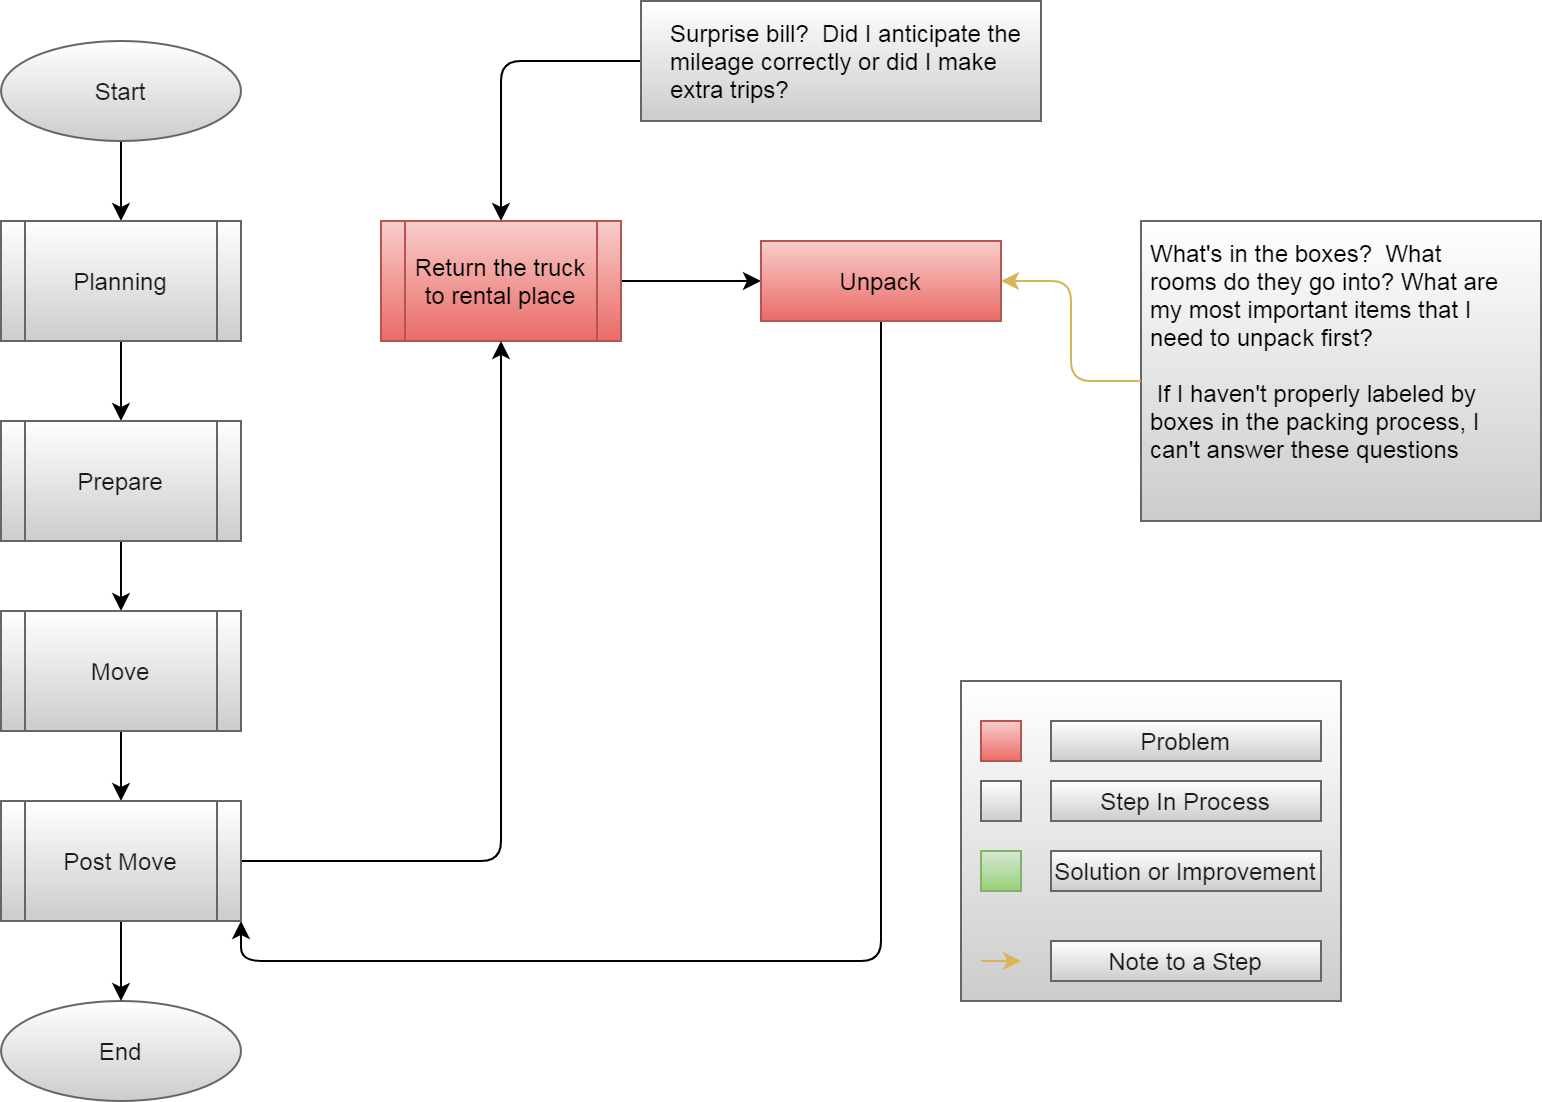 Start
Planning
Prepare
Move
Post Move
End
Surprise bill?  Did I anticipate the
mileage correctly or did I make
extra trips?
Return the truck
to rental place
Unpack
What's in the boxes?  What
rooms do they go into? What are
my most important items that I
need to unpack first?
If I haven't properly labeled by
boxes in the packing process, I
can't answer these questions
Problem
Step In Process
Solution or Improvement
Note to a Step